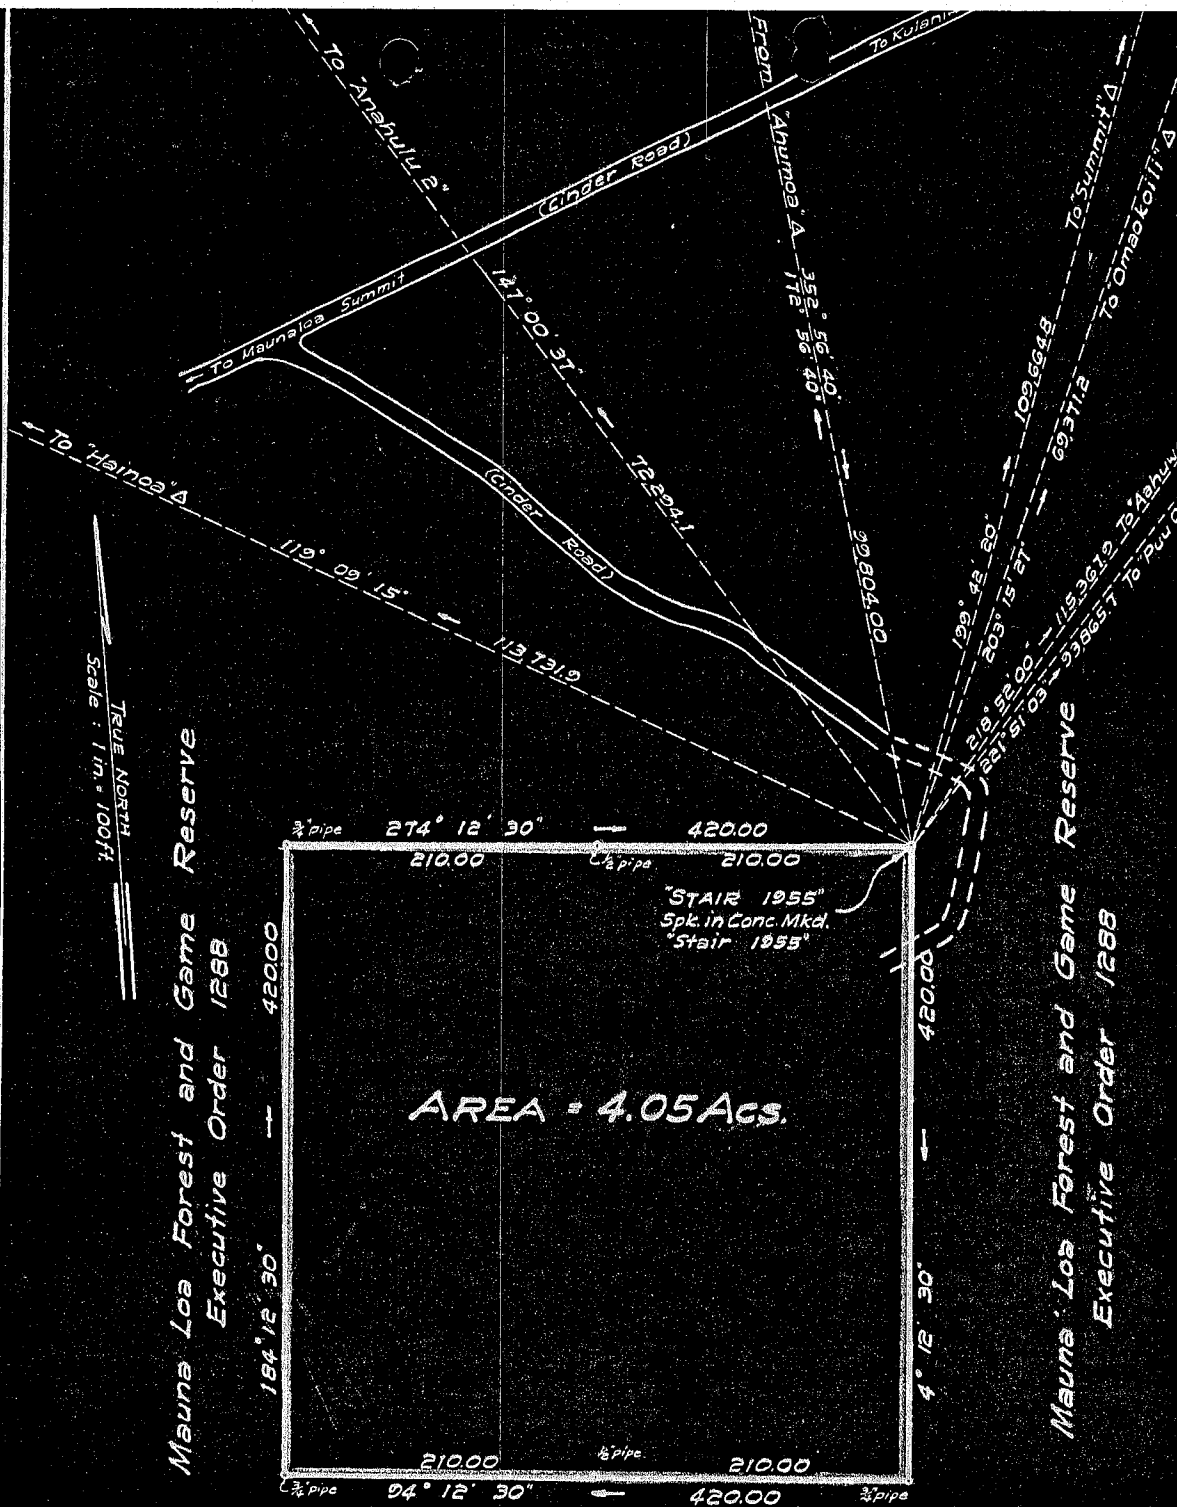 To "Anahulu 2"
147° 00' 37"
72,294.1
From "Ahumoa" Δ
352° 56' 40"
172° 56' 40"
99,804.00
(Cinder Road)
To Maunaloa Summit
(Cinder Road)
To "Hainoa" Δ
119° 09' 15"
113,731.9
To "Summit" Δ
109,664.8
199° 42' 20"
To "Omaokoili" Δ
69,371.2
203° 15' 27"
218° 52' 00" 115,361.9 To
221° 51' 03" 93,865.7 To "Puu
TRUE NORTH
Scale : 1 in. = 100 ft.
Mauna Loa Forest and Game Reserve
Executive Order 1288
3/4" pipe 274° 12' 30" 420.00
210.00 1/2" pipe 210.00
"STAIR 1955"
Spk. in Conc. Mkd.
"Stair 1955"
420.00
184° 12' 30"
AREA = 4.05 Acs.
420.00
4° 12' 30"
Mauna Loa Forest and Game Reserve
Executive Order 1288
210.00 1/2" pipe 210.00
3/4" pipe 94° 12' 30" 420.00 3/4" pipe